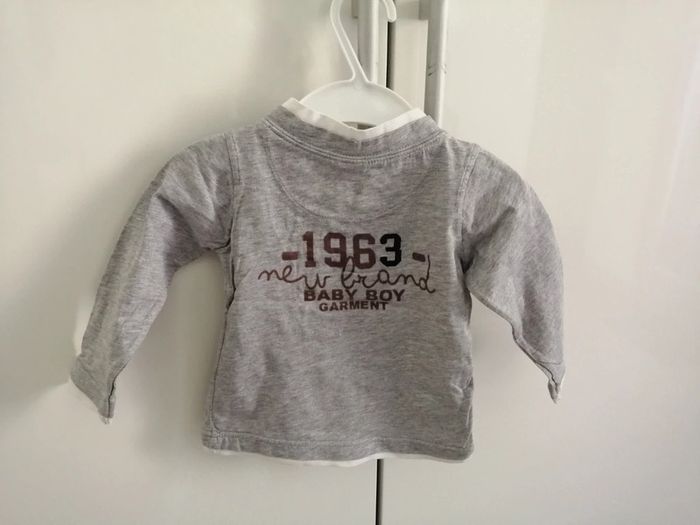 -1963-
new brand
BABY BOY
GARMENT